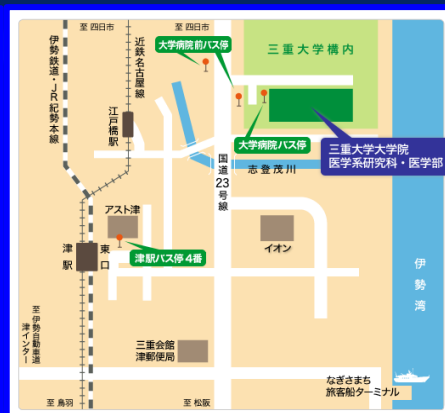 至 四日市
至 四日市
大学病院前バス停
三重大学構内
伊勢鉄道・JR紀勢本線
近鉄名古屋線
江戸橋駅
大学病院バス停
三重大学大学院
医学系研究科・医学部
国道23号線
志登茂川
アスト津
イオン
津駅
東口
津駅バス停4番
伊勢湾
至 伊勢自動車道
津インター
三重会館
津郵便局
なぎさまち
旅客船ターミナル
至 鳥羽
至 松阪